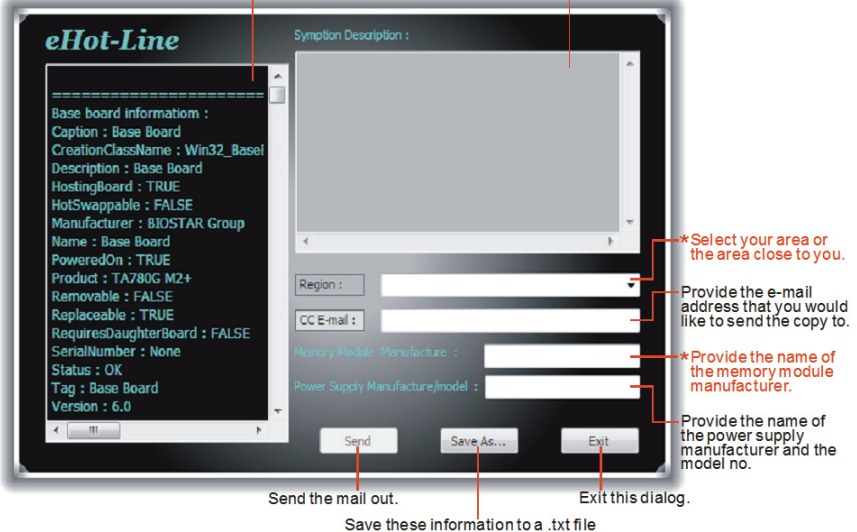 eHot-Line
Symption Description :
========================
Base board informatiom :
Caption : Base Board
CreationClassName : Win32_BaseB
Description : Base Board
HostingBoard : TRUE
HotSwappable : FALSE
Manufacturer : BIOSTAR Group
Name : Base Board
PoweredOn : TRUE
Product : TA780G M2+
Removable : FALSE
Replaceable : TRUE
RequiresDaughterBoard : FALSE
SerialNumber : None
Status : OK
Tag : Base Board
Version : 6.0
Region :
CC E-mail :
Memory Module Manufacture :
Power Supply Manufacture/model :
Send
Save As...
Exit
*Select your area or
the area close to you.
Provide the e-mail
address that you would
like to send the copy to.
*Provide the name of
the memory module
manufacturer.
Provide the name of
the power supply
manufacturer and the
model no.
Send the mail out.
Exit this dialog.
Save these information to a .txt file